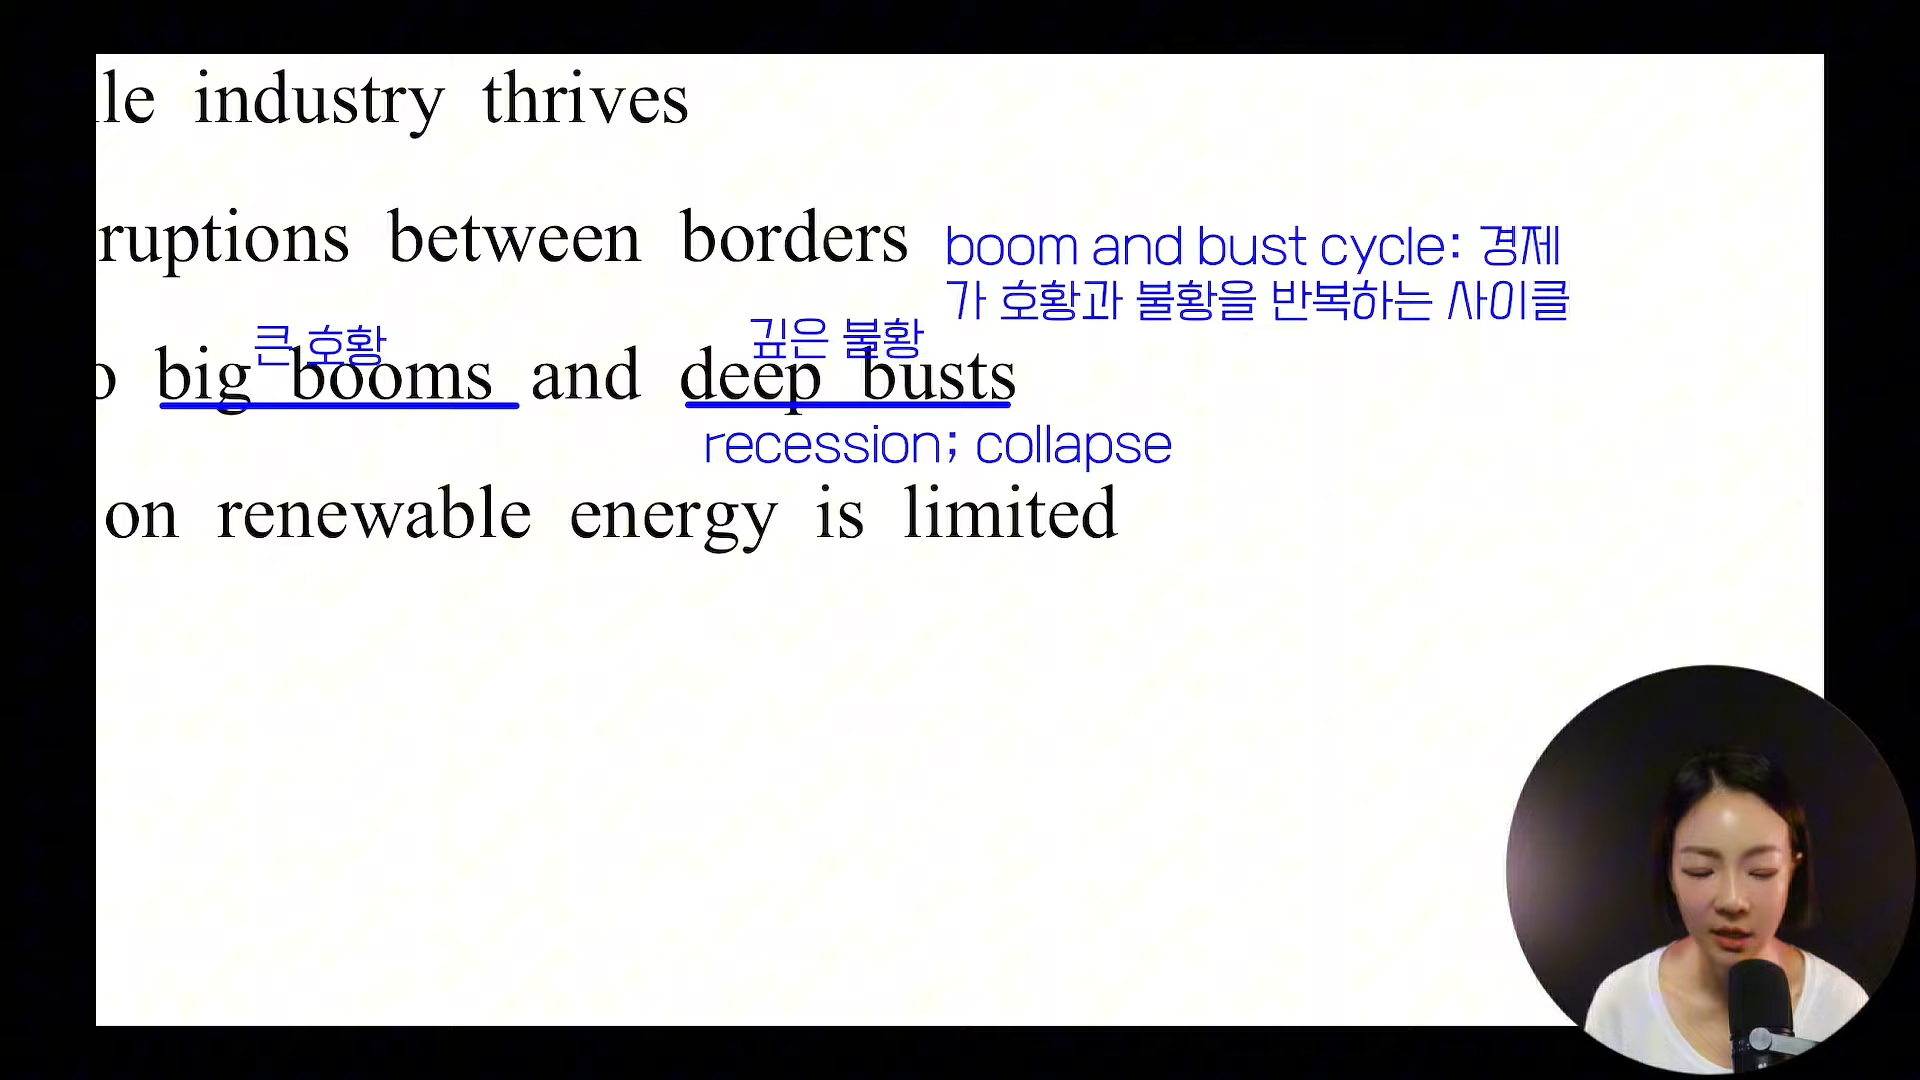 industry thrives
between borders
boom and bust cycle: 경제
가 호황과 불황을 반복하는 사이클
큰 호황
깊은 불황
big booms and deep busts
recession; collapse
on renewable energy is limited